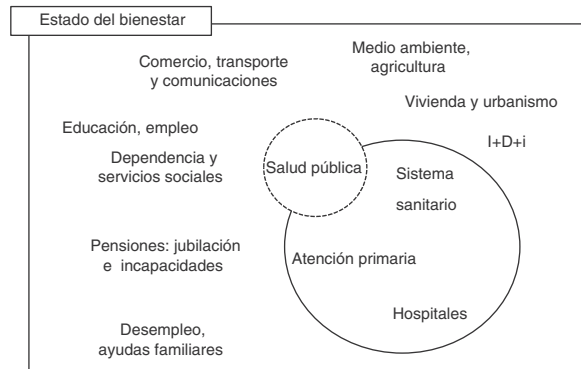 Estado del bienestar
Comercio, transporte
y comunicaciones
Medio ambiente,
agricultura
Vivienda y urbanismo
Educación, empleo
I+D+i
Dependencia y
servicios sociales
Salud pública
Sistema
sanitario
Pensiones: jubilación
e incapacidades
Atención primaria
Hospitales
Desempleo,
ayudas familiares